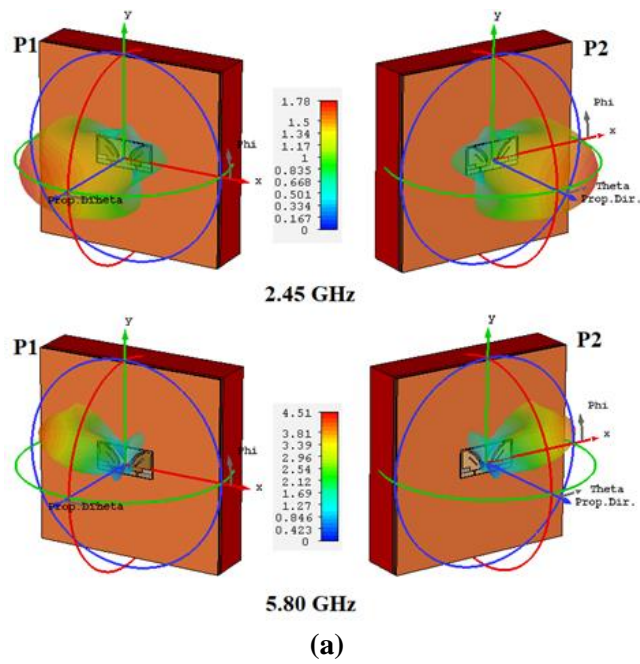 y
P1
Phi
x
Prop.Diheta
1.78
1.5
1.34
1.17
1
0.835
0.668
0.501
0.334
0.167
0
y
P2
Phi
x
Theta
Prop.Dir.
2.45 GHz
y
P1
Phi
x
Prop.Diheta
4.51
3.81
3.39
2.96
2.54
2.12
1.69
1.27
0.846
0.423
0
y
P2
Phi
x
Theta
Prop.Dir.
5.80 GHz
(a)